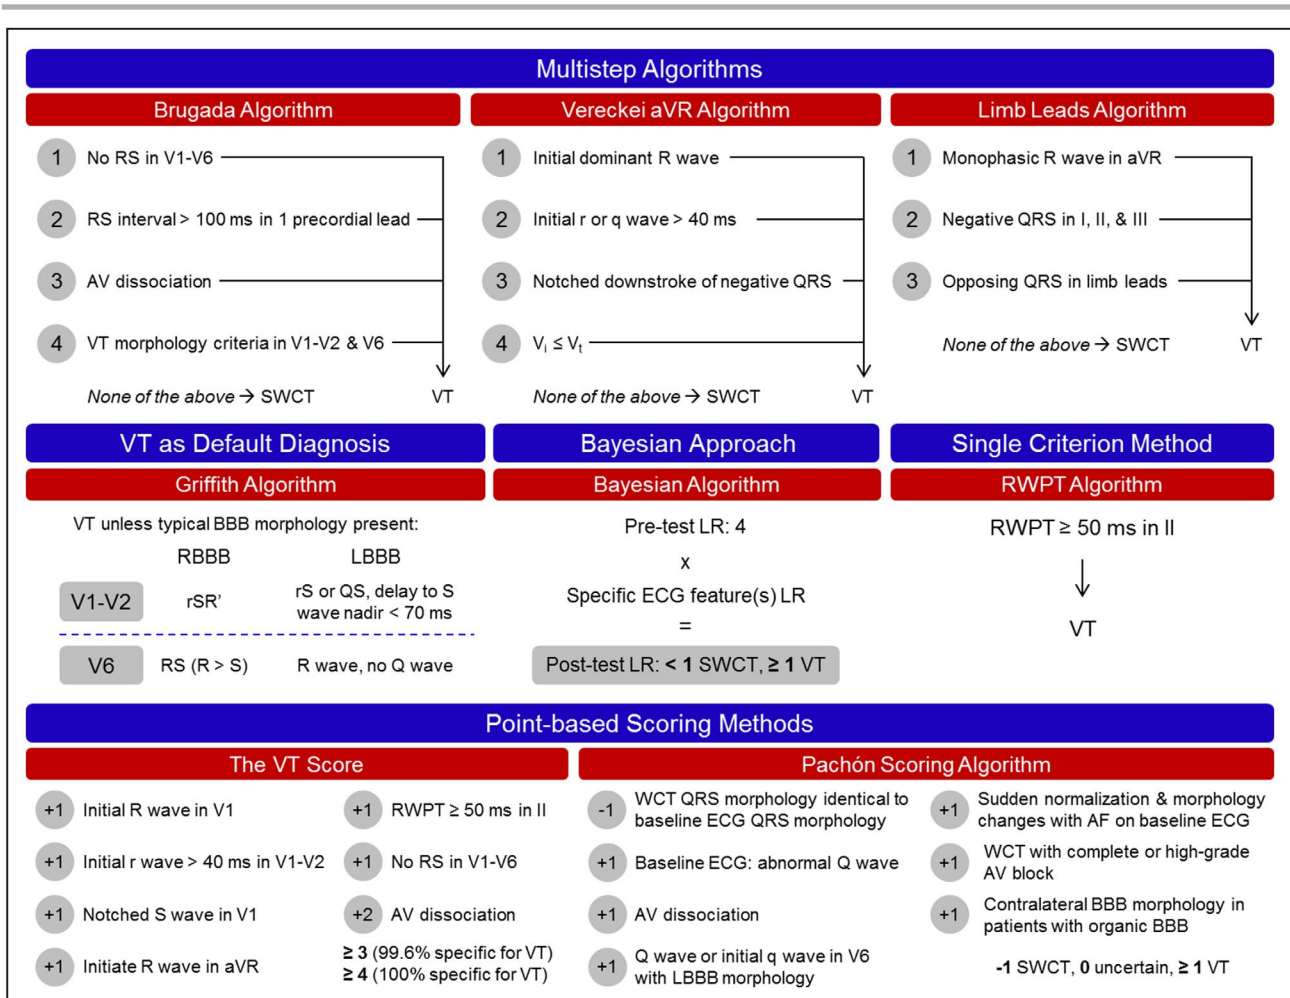 Multistep Algorithms
Brugada Algorithm
1 No RS in V1-V6
2 RS interval > 100 ms in 1 precordial lead
3 AV dissociation
4 VT morphology criteria in V1-V2 & V6
None of the above → SWCT VT
Vereckei aVR Algorithm
1 Initial dominant R wave
2 Initial r or q wave > 40 ms
3 Notched downstroke of negative QRS
4 Vi ≤ Vt
None of the above → SWCT VT
Limb Leads Algorithm
1 Monophasic R wave in aVR
2 Negative QRS in I, II, & III
3 Opposing QRS in limb leads
None of the above → SWCT VT
VT as Default Diagnosis
Griffith Algorithm
VT unless typical BBB morphology present:
RBBB LBBB
V1-V2 rSR' rS or QS, delay to S
wave nadir < 70 ms
V6 RS (R > S) R wave, no Q wave
Bayesian Approach
Bayesian Algorithm
Pre-test LR: 4
x
Specific ECG feature(s) LR
=
Post-test LR: < 1 SWCT, ≥ 1 VT
Single Criterion Method
RWPT Algorithm
RWPT ≥ 50 ms in II
VT
Point-based Scoring Methods
The VT Score
+1 Initial R wave in V1
+1 Initial r wave > 40 ms in V1-V2
+1 Notched S wave in V1
+1 Initiate R wave in aVR
+1 RWPT ≥ 50 ms in II
+1 No RS in V1-V6
+2 AV dissociation
≥ 3 (99.6% specific for VT)
≥ 4 (100% specific for VT)
Pachón Scoring Algorithm
-1 WCT QRS morphology identical to
baseline ECG QRS morphology
+1 Baseline ECG: abnormal Q wave
+1 AV dissociation
+1 Q wave or initial q wave in V6
with LBBB morphology
+1 Sudden normalization & morphology
changes with AF on baseline ECG
+1 WCT with complete or high-grade
AV block
+1 Contralateral BBB morphology in
patients with organic BBB
-1 SWCT, 0 uncertain, ≥ 1 VT